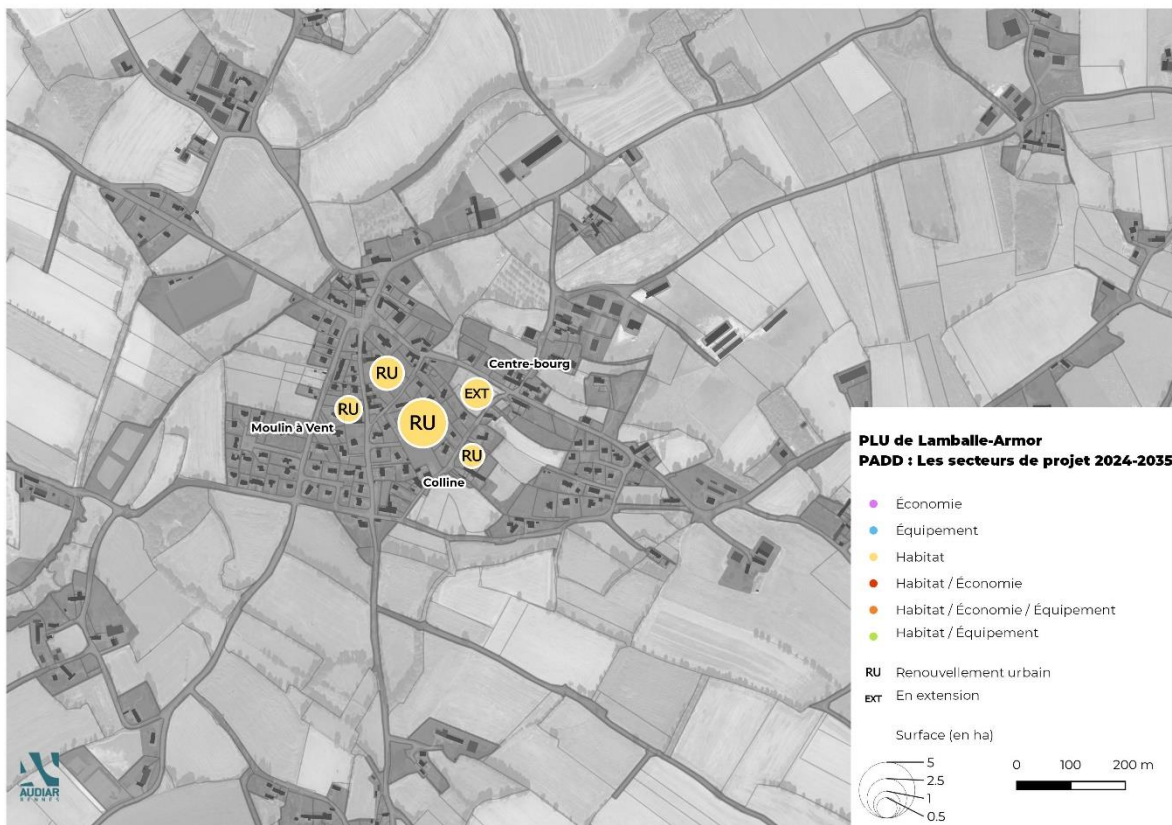 RU
Centre-bourg
EXT
RU
Moulin à Vent
RU
RU
Colline
PLU de Lamballe-Armor
PADD : Les secteurs de projet 2024-2035
Économie
Équipement
Habitat
Habitat / Économie
Habitat / Économie / Équipement
Habitat / Équipement
RU Renouvellement urbain
EXT En extension
Surface (en ha)
5
2.5
1
0.5
0 100 200 m
AUDIAR
RENNES